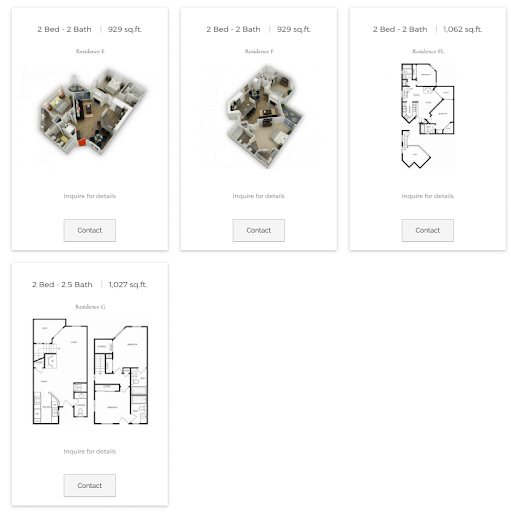 2 Bed - 2 Bath | 929 sq.ft.
Residence E
Inquire for details
Contact
2 Bed - 2 Bath | 929 sq.ft.
Residence F
Inquire for details
Contact
2 Bed - 2 Bath | 1,062 sq.ft.
Residence FL
Inquire for details
Contact
2 Bed - 2.5 Bath | 1,027 sq.ft.
Residence G
Inquire for details
Contact